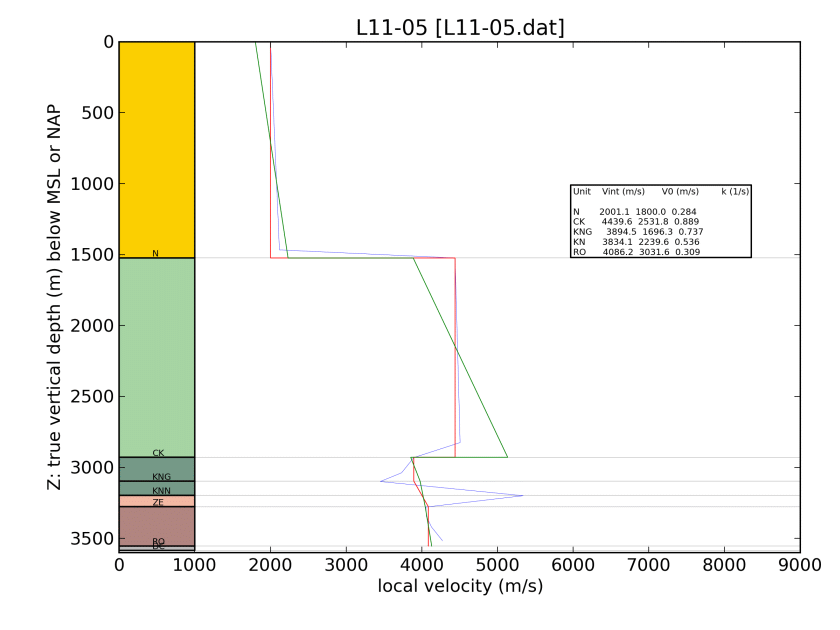 L11-05 [L11-05.dat]
Z: true vertical depth (m) below MSL or NAP
0
500
1000
1500
2000
2500
3000
3500
N
CK
KNG
KNN
ZE
RO
DC
Unit Vint (m/s) V0 (m/s) k (1/s)
N 2001.1 1800.0 0.284
CK 4439.6 2531.8 0.889
KNG 3894.5 1696.3 0.737
KN 3834.1 2239.6 0.536
RO 4086.2 3031.6 0.309
0 1000 2000 3000 4000 5000 6000 7000 8000 9000
local velocity (m/s)